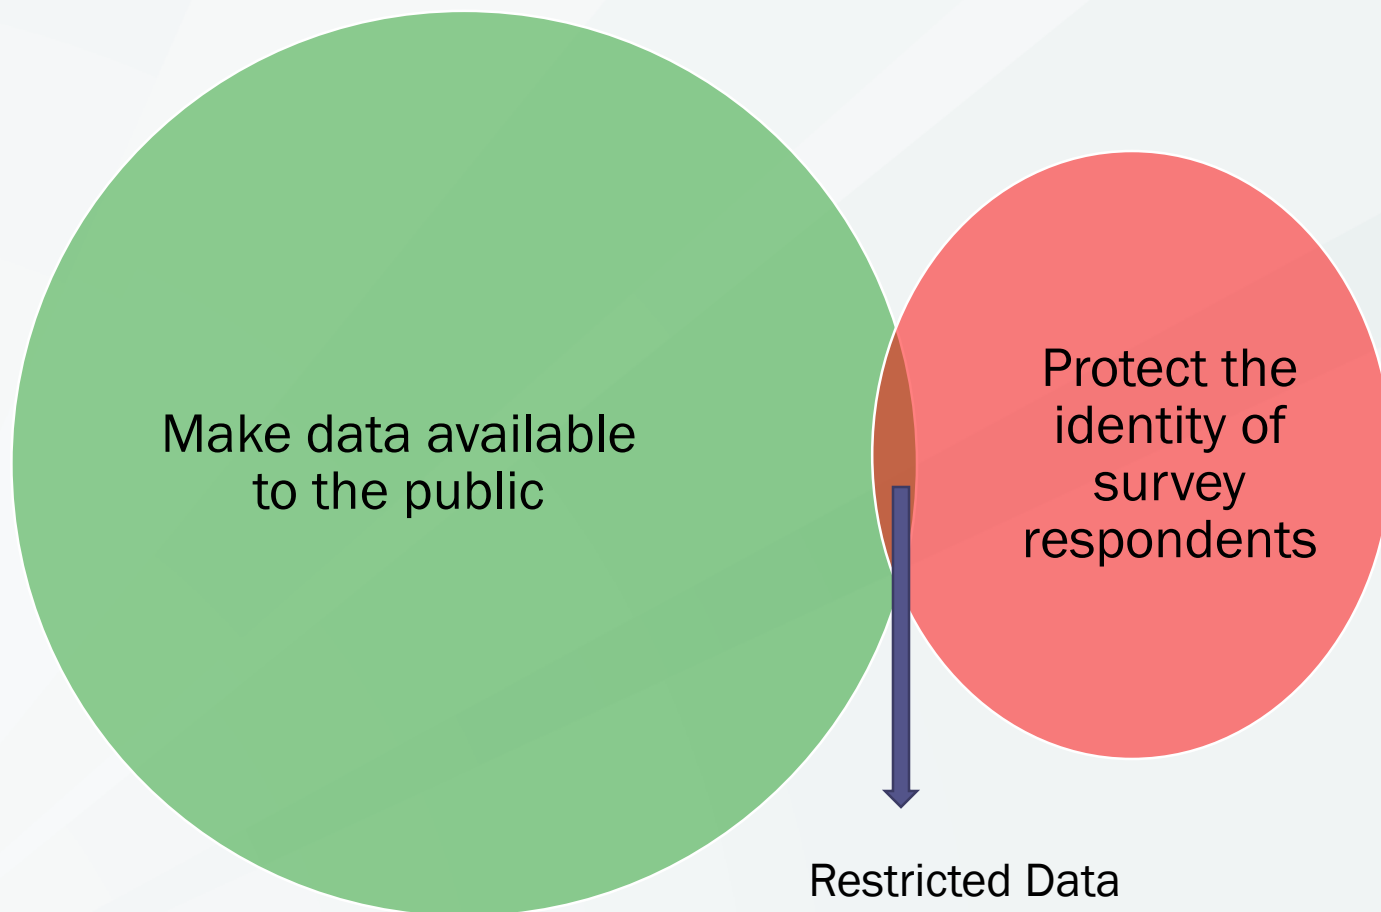 Make data available
to the public
Protect the
identity of
survey
respondents
Restricted Data